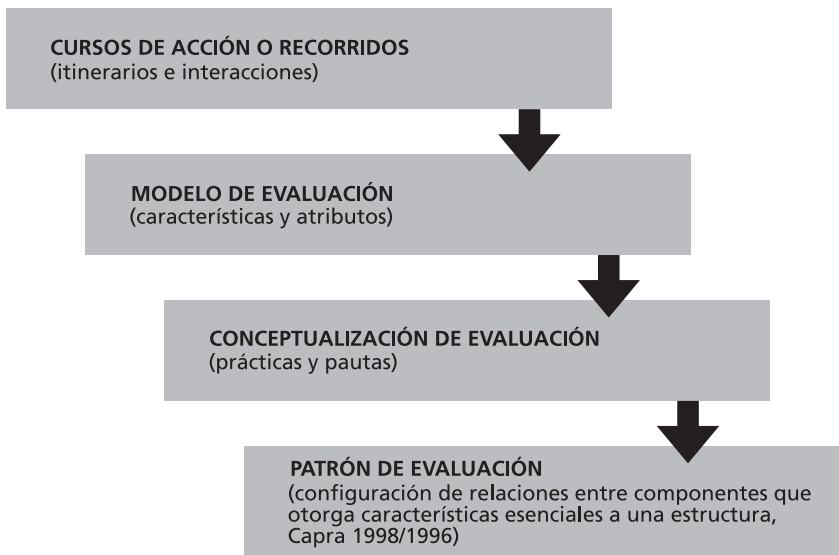 CURSOS DE ACCIÓN O RECORRIDOS
(itinerarios e interacciones)
MODELO DE EVALUACIÓN
(características y atributos)
CONCEPTUALIZACIÓN DE EVALUACIÓN
(prácticas y pautas)
PATRÓN DE EVALUACIÓN
(configuración de relaciones entre componentes que
otorga características esenciales a una estructura,
Capra 1998/1996)